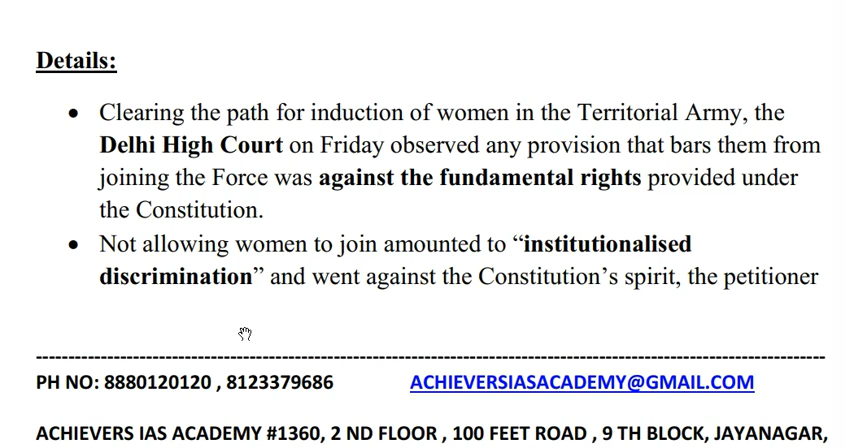 Details:
• Clearing the path for induction of women in the Territorial Army, the
Delhi High Court on Friday observed any provision that bars them from
joining the Force was against the fundamental rights provided under
the Constitution.
• Not allowing women to join amounted to “institutionalised
discrimination” and went against the Constitution’s spirit, the petitioner
-----------------------------------------------------------------------------------------------------------------------------
PH NO: 8880120120 , 8123379686 ACHIEVERSIASACADEMY@GMAIL.COM
ACHIEVERS IAS ACADEMY #1360, 2 ND FLOOR , 100 FEET ROAD , 9 TH BLOCK, JAYANAGAR,